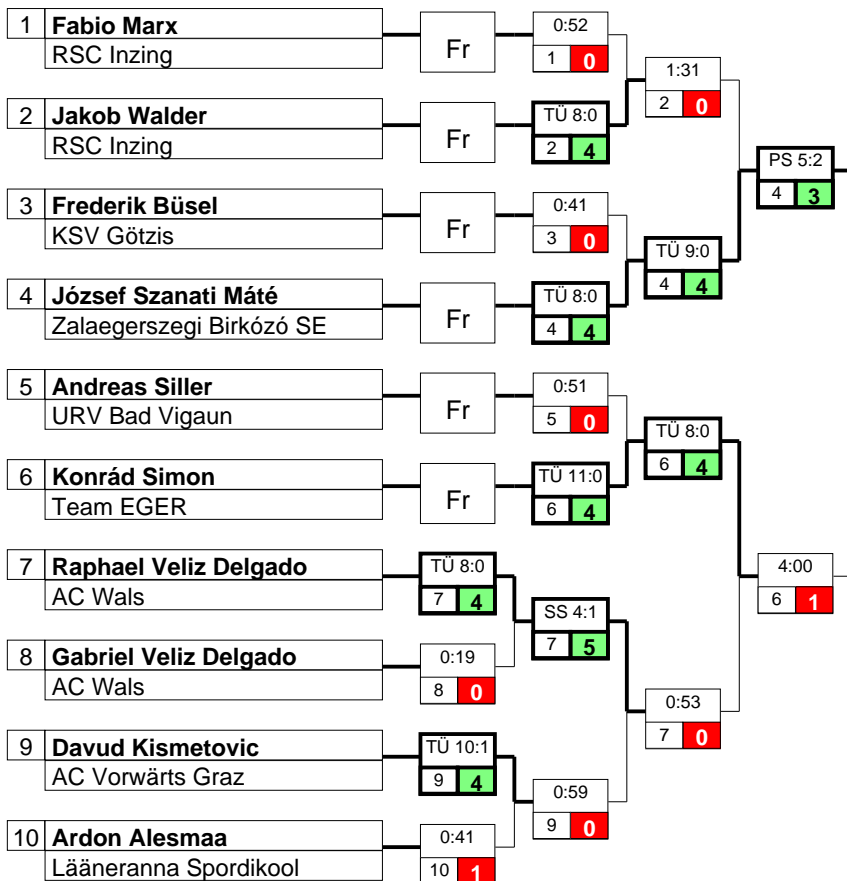 1 Fabio Marx
RSC Inzing
Fr
0:52
1 0
1:31
2 0
2 Jakob Walder
RSC Inzing
Fr
TÜ 8:0
2 4
PS 5:2
4 3
3 Frederik Büsel
KSV Götzis
Fr
0:41
3 0
TÜ 9:0
4 4
4 József Szanati Máté
Zalaegerszegi Birkózó SE
Fr
TÜ 8:0
4 4
5 Andreas Siller
URV Bad Vigaun
Fr
0:51
5 0
TÜ 8:0
6 4
6 Konrád Simon
Team EGER
Fr
TÜ 11:0
6 4
7 Raphael Veliz Delgado
AC Wals
TÜ 8:0
7 4
4:00
6 1
SS 4:1
7 5
8 Gabriel Veliz Delgado
AC Wals
0:19
8 0
0:53
7 0
9 Davud Kismetovic
AC Vorwärts Graz
TÜ 10:1
9 4
0:59
9 0
10 Ardon Alesmaa
Lääneranna Spordikool
0:41
10 1